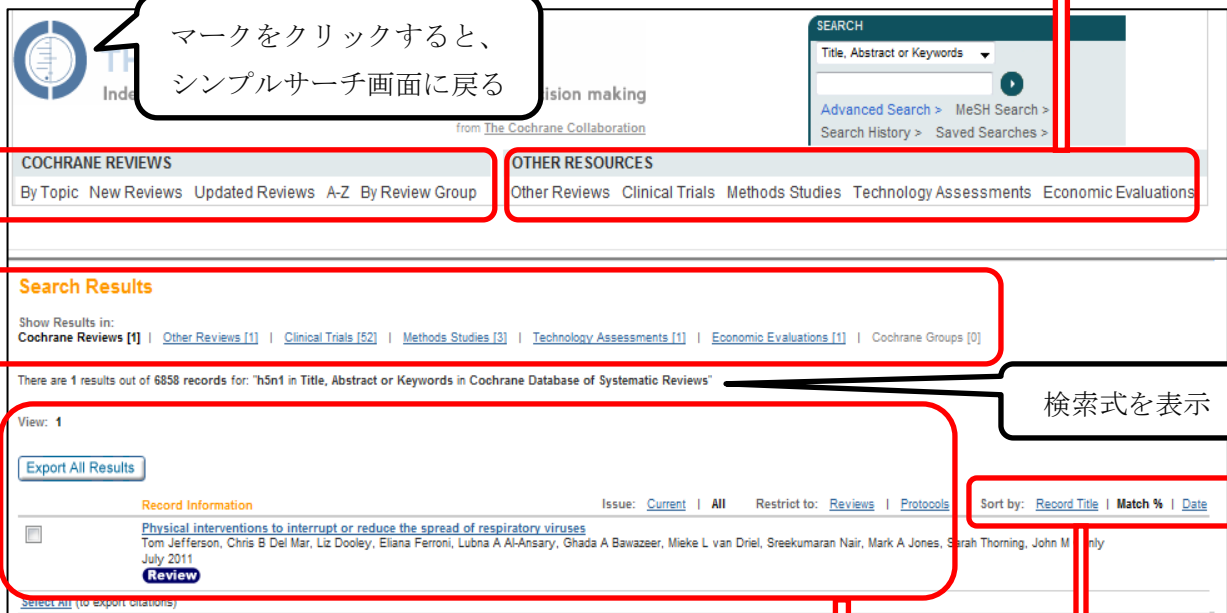 マークをクリックすると、
シンプルサーチ画面に戻る
SEARCH
Title, Abstract or Keywords
Advanced Search > MeSH Search >
Search History > Saved Searches >
from The Cochrane Collaboration
COCHRANE REVIEWS
By Topic New Reviews Updated Reviews A-Z By Review Group
OTHER RESOURCES
Other Reviews Clinical Trials Methods Studies Technology Assessments Economic Evaluations
Search Results
Show Results in:
Cochrane Reviews [1] | Other Reviews [1] | Clinical Trials [52] | Methods Studies [3] | Technology Assessments [1] | Economic Evaluations [1] | Cochrane Groups [0]
There are 1 results out of 6858 records for: "h5n1 in Title, Abstract or Keywords in Cochrane Database of Systematic Reviews"
検索式を表示
View: 1
Export All Results
Record Information Issue: Current | All Restrict to: Reviews | Protocols Sort by: Record Title | Match % | Date
Physical interventions to interrupt or reduce the spread of respiratory viruses
Tom Jefferson, Chris B Del Mar, Liz Dooley, Eliana Ferroni, Lubna A Al-Ansary, Ghada A Bawazeer, Mieke L van Driel, Sreekumaran Nair, Mark A Jones, Sarah Thorning, John M
July 2011
Review
Select All (to export citations)